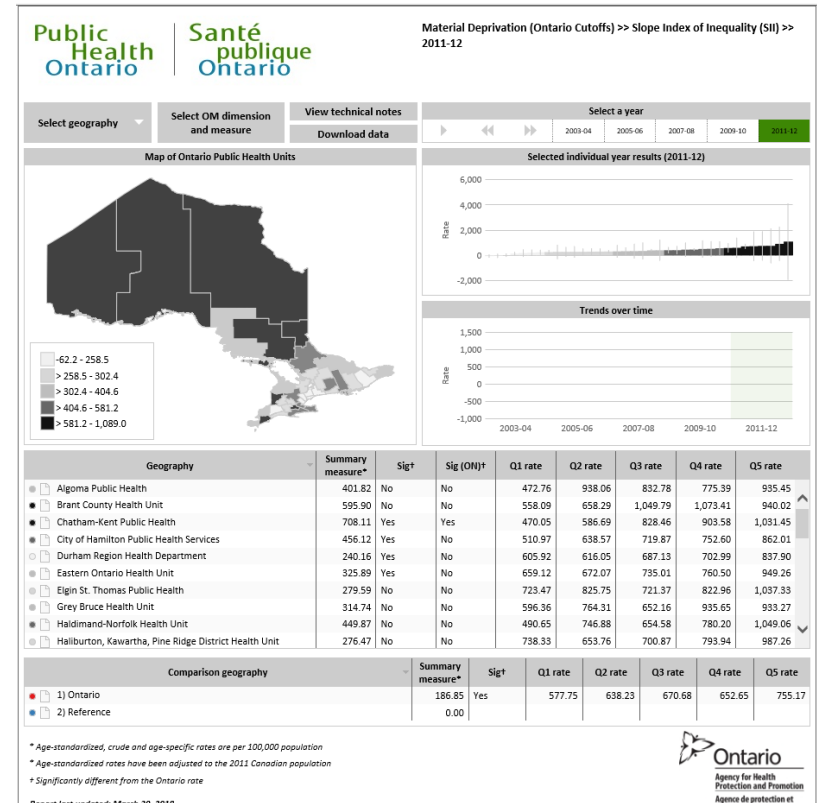 Public Health Ontario
Santé publique Ontario
Material Deprivation (Ontario Cutoffs) >> Slope Index of Inequality (SII) >>
2011-12
Select geography
Select OM dimension
and measure
View technical notes
Download data
Select a year
2003-04 2005-06 2007-08 2009-10 2011-12
Map of Ontario Public Health Units
-62.2 - 258.5
> 258.5 - 302.4
> 302.4 - 404.6
> 404.6 - 581.2
> 581.2 - 1,089.0
Selected individual year results (2011-12)
Rate
6,000
4,000
2,000
0
-2,000
Trends over time
Rate
1,500
1,000
500
0
-500
-1,000
2003-04 2005-06 2007-08 2009-10 2011-12
Geography Summary measure* Sig† Sig (ON)† Q1 rate Q2 rate Q3 rate Q4 rate Q5 rate
Algoma Public Health 401.82 No No 472.76 938.06 832.78 775.39 935.45
Brant County Health Unit 595.90 No No 558.09 658.29 1,049.79 1,073.41 940.02
Chatham-Kent Public Health 708.11 Yes Yes 470.05 586.69 828.46 903.58 1,031.45
City of Hamilton Public Health Services 456.12 Yes No 510.97 638.57 719.87 752.60 862.01
Durham Region Health Department 240.16 Yes No 605.92 616.05 687.13 702.99 837.90
Eastern Ontario Health Unit 325.89 Yes No 659.12 672.07 735.01 760.50 949.26
Elgin St. Thomas Public Health 279.59 No No 723.47 825.75 721.37 822.96 1,037.33
Grey Bruce Health Unit 314.74 No No 596.36 764.31 652.16 935.65 933.27
Haldimand-Norfolk Health Unit 449.87 No No 490.65 746.88 654.58 780.20 1,049.06
Haliburton, Kawartha, Pine Ridge District Health Unit 276.47 No No 738.33 653.76 700.87 793.94 987.26
Comparison geography Summary measure* Sig† Q1 rate Q2 rate Q3 rate Q4 rate Q5 rate
1) Ontario 186.85 Yes 577.75 638.23 670.68 652.65 755.17
2) Reference 0.00
* Age-standardized, crude and age-specific rates are per 100,000 population
* Age-standardized rates have been adjusted to the 2011 Canadian population
† Significantly different from the Ontario rate
Report last updated: March 20, 2018
Ontario
Agency for Health
Protection and Promotion
Agence de protection et